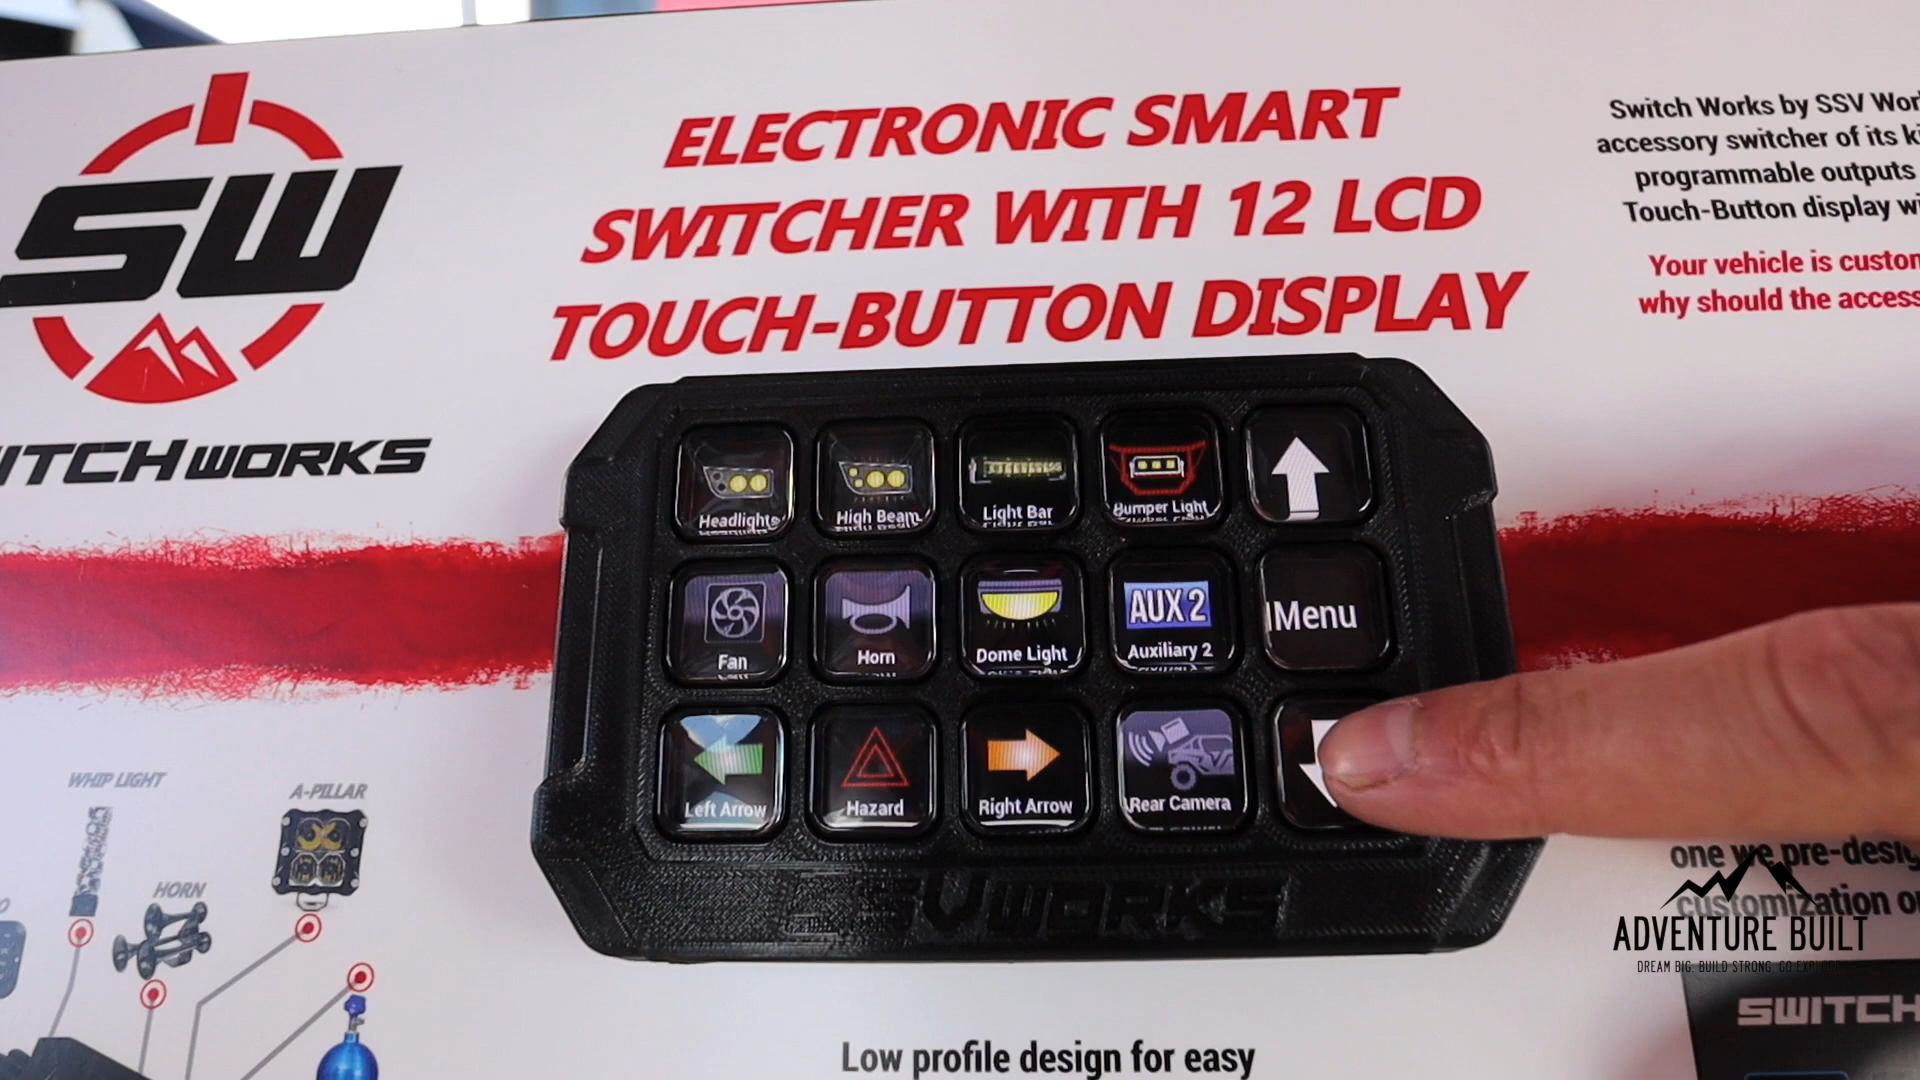 SW
ITCHWORKS
ELECTRONIC SMART
SWITCHER WITH 12 LCD
TOUCH-BUTTON DISPLAY
Switch Works by SSV Wor
accessory switcher of its ki
programmable outputs
Touch-Button display wi
Your vehicle is custom
why should the access
Headlights
High Beam
Light Bar
Bumper Light
Fan
Horn
Dome Light
AUX 2
Auxiliary 2
Menu
Left Arrow
Hazard
Right Arrow
Rear Camera
SSVWORKS
WHIP LIGHT
A-PILLAR
HORN
one we pre-desig
customization o
ADVENTURE BUILT
DREAM BIG. BUILD STRONG. GO EXPLORE
SWITCH
Low profile design for easy